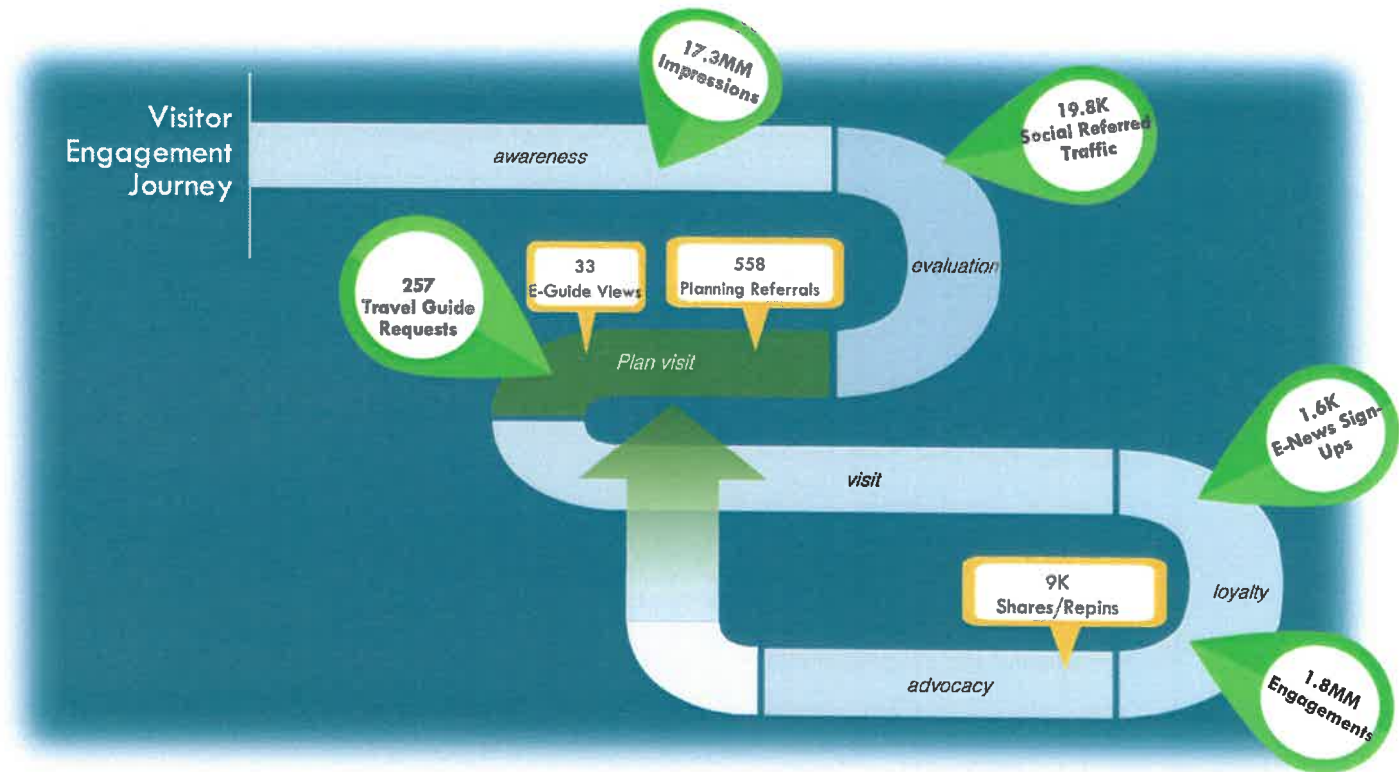 Visitor
Engagement
Journey
17.3MM
Impressions
19.8K
Social Referred
Traffic
awareness
evaluation
257
Travel Guide
Requests
33
E-Guide Views
558
Planning Referrals
Plan visit
1.6K
E-News Sign-
Ups
visit
9K
Shares/Repins
loyalty
advocacy
1.8MM
Engagements